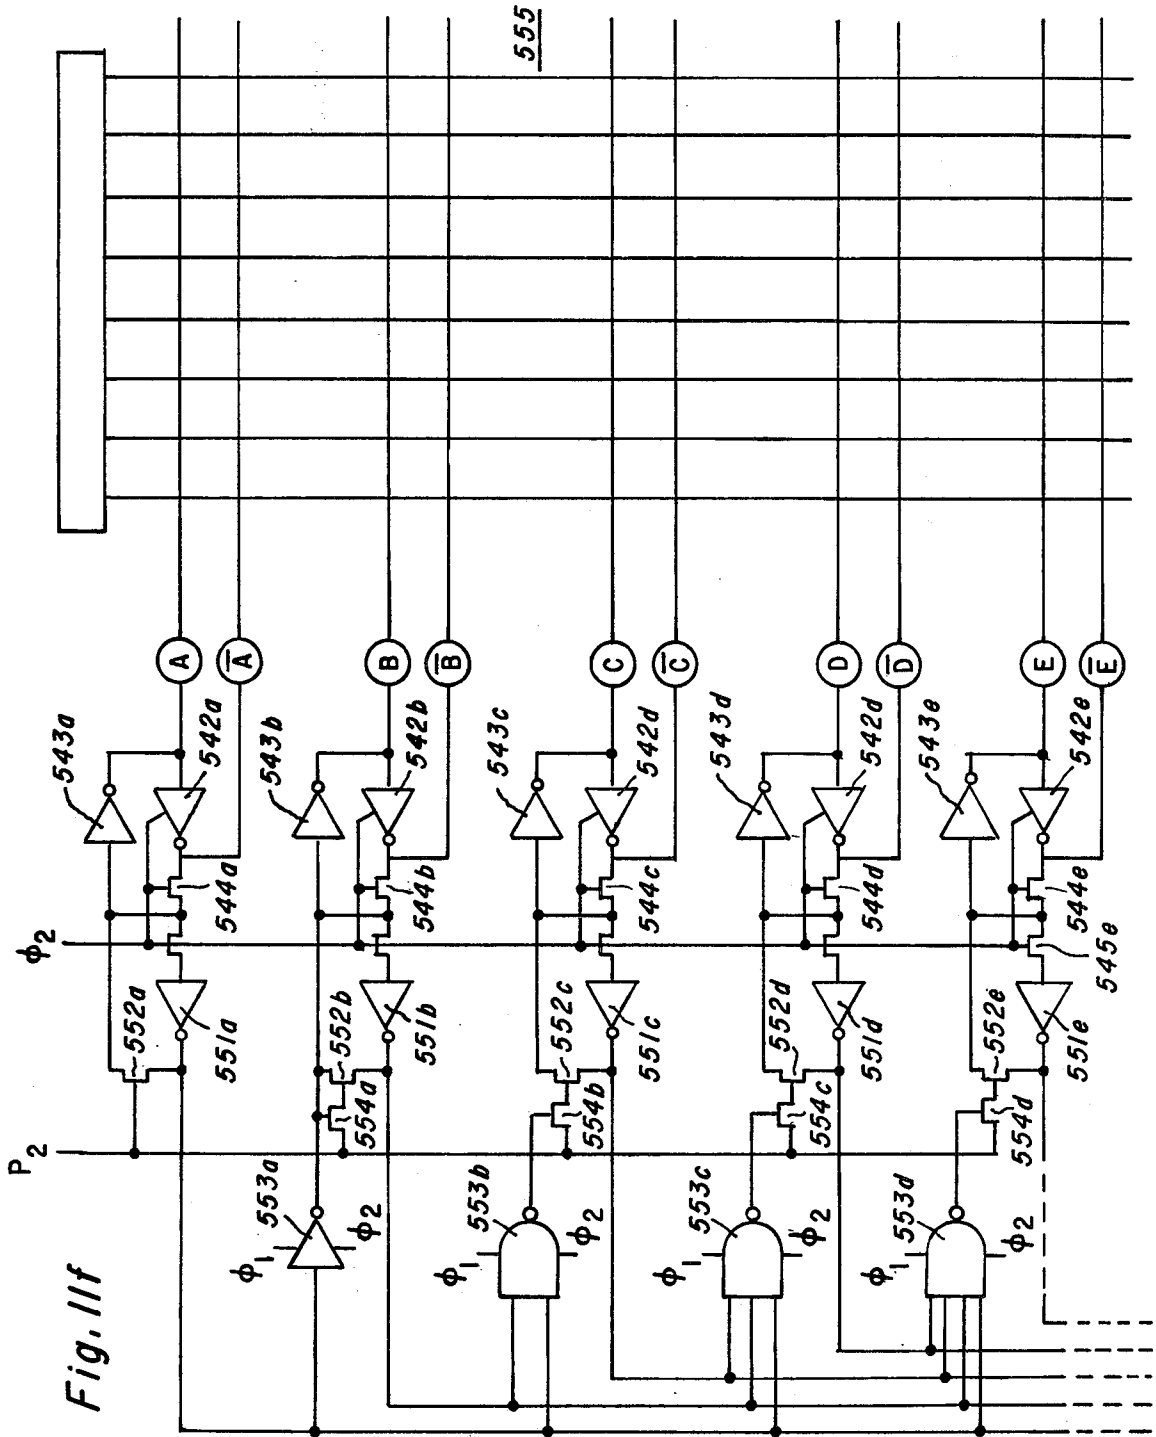 Fig. 11f
P2
ϕ2
543a
A
552a
551a
544a
542a
A̅
ϕ1
553a
ϕ2
554a
552b
551b
544b
543b
542b
B
B̅
ϕ1
553b
ϕ2
554b
552c
551c
544c
543c
542d
C
C̅
555
ϕ1
553c
ϕ2
554c
552d
551d
544d
543d
542d
D
D̅
ϕ1
553d
ϕ2
554d
552e
551e
545e
544e
543e
542e
E
E̅